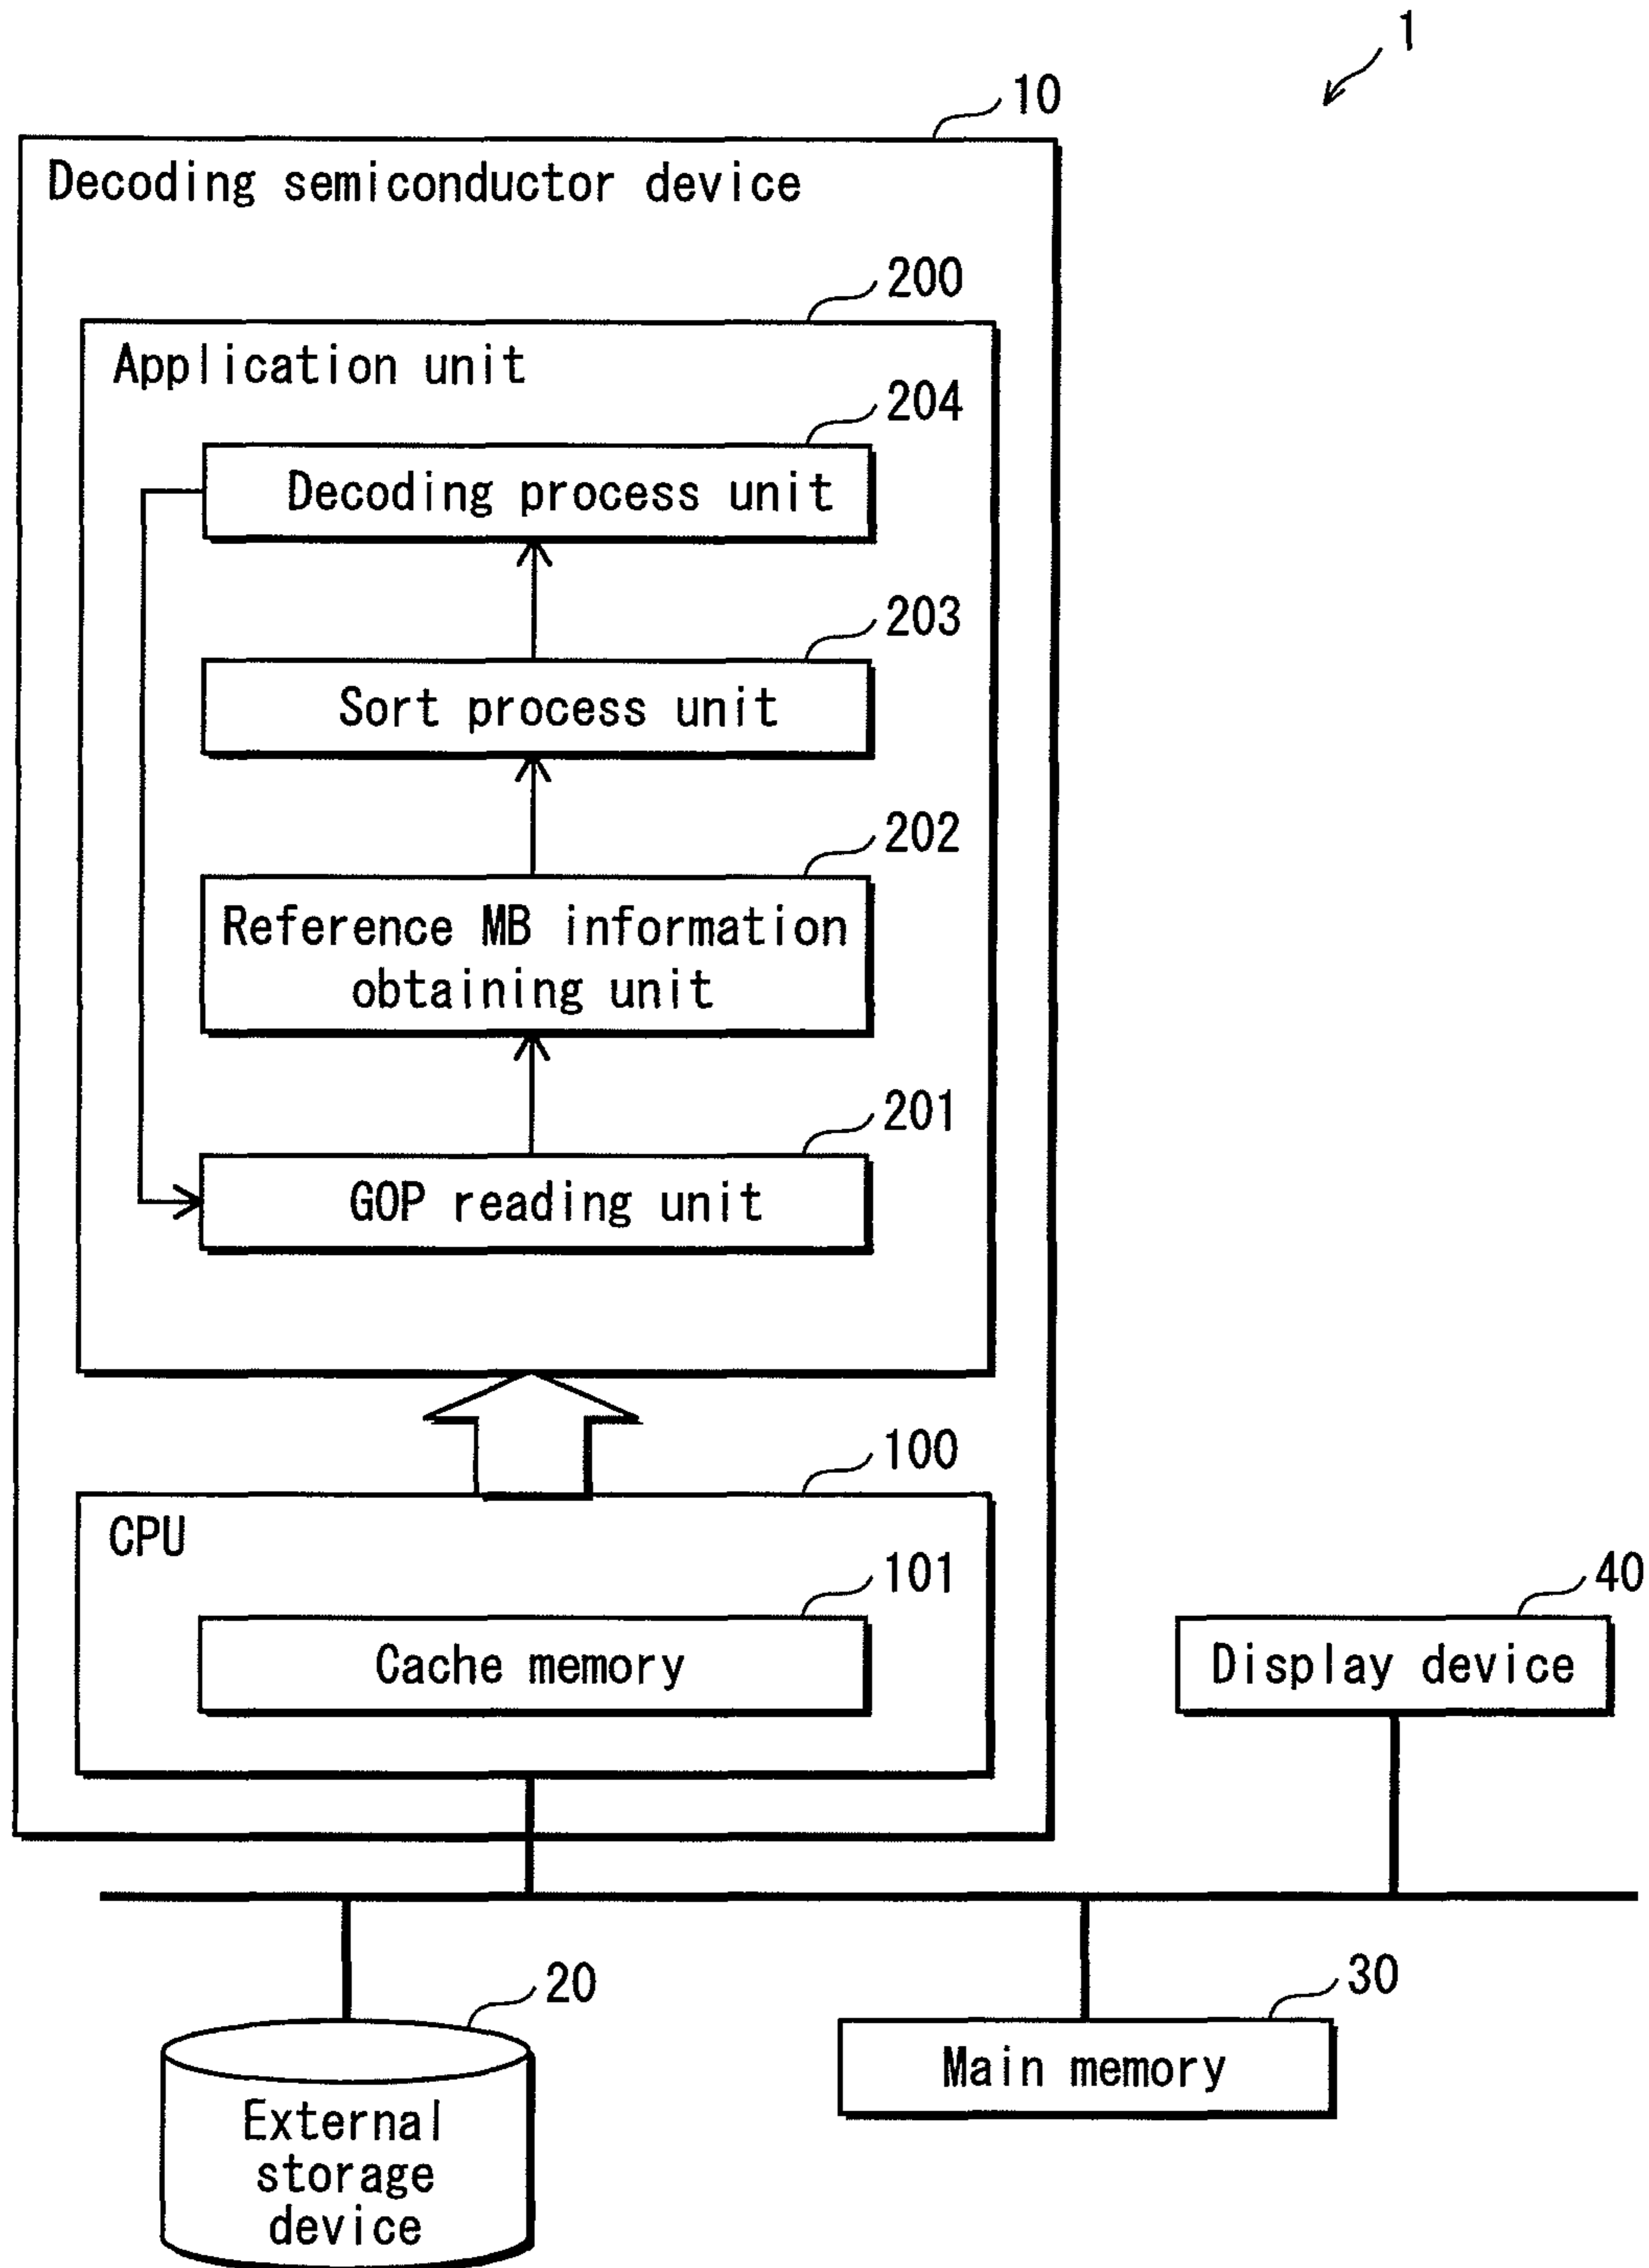 1
10
Decoding semiconductor device
200
Application unit
204
Decoding process unit
203
Sort process unit
202
Reference MB information
obtaining unit
201
GOP reading unit
100
CPU
101
Cache memory
40
Display device
20
External
storage
device
30
Main memory